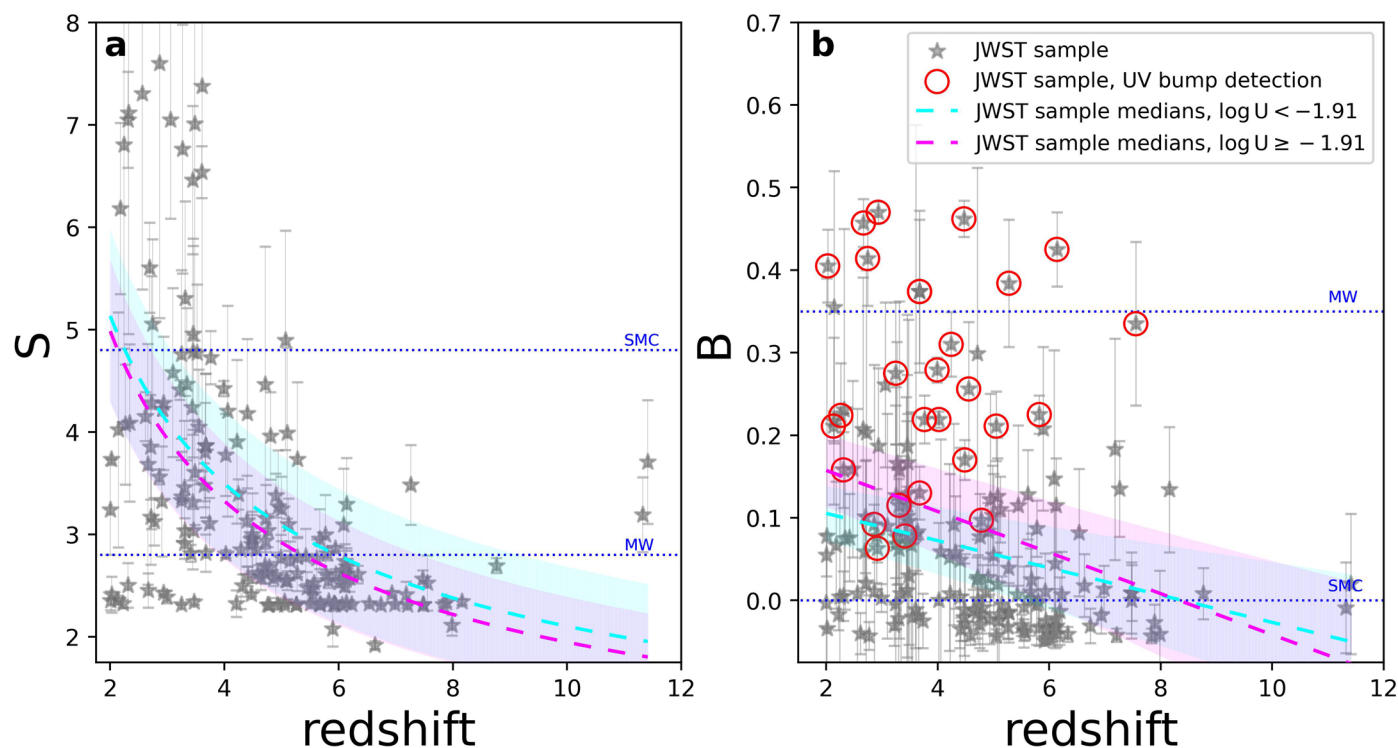 a
8
7
6
5
4
3
2
S
SMC
MW
2
4
6
8
10
12
redshift
b
0.7
0.6
0.5
0.4
0.3
0.2
0.1
0.0
B
JWST sample
JWST sample, UV bump detection
JWST sample medians, log U < −1.91
JWST sample medians, log U ≥ −1.91
MW
SMC
2
4
6
8
10
12
redshift